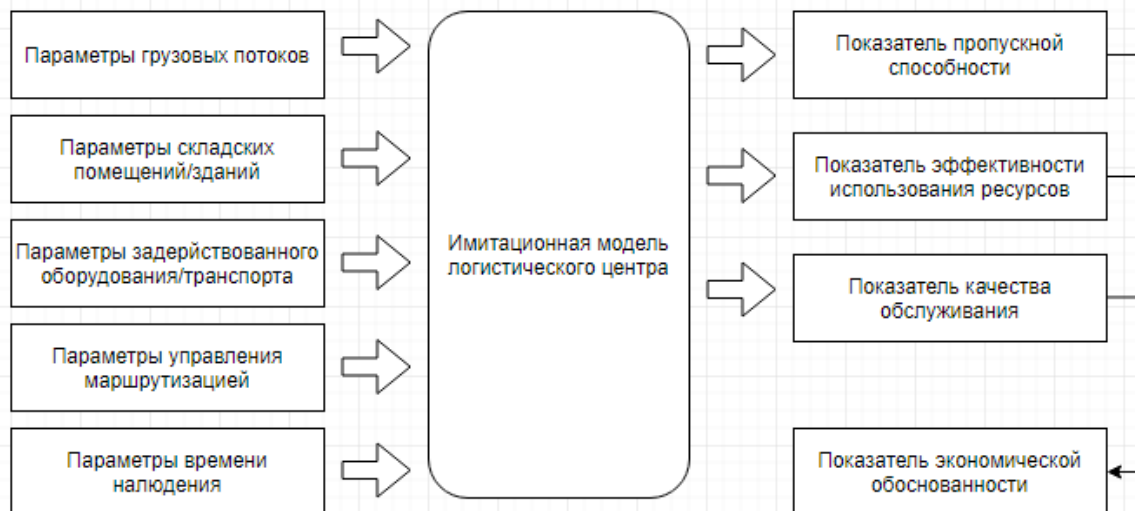 Параметры грузовых потоков
Параметры складских
помещений/зданий
Параметры задерйствованного
оборудования/транспорта
Параметры управления
маршрутизацией
Параметры времени
налюдения
Имитационная модель
логистического центра
Показатель пропускной
способности
Показатель эффективности
использования ресурсов
Показатель качества
обслуживания
Показатель экономической
обоснованности